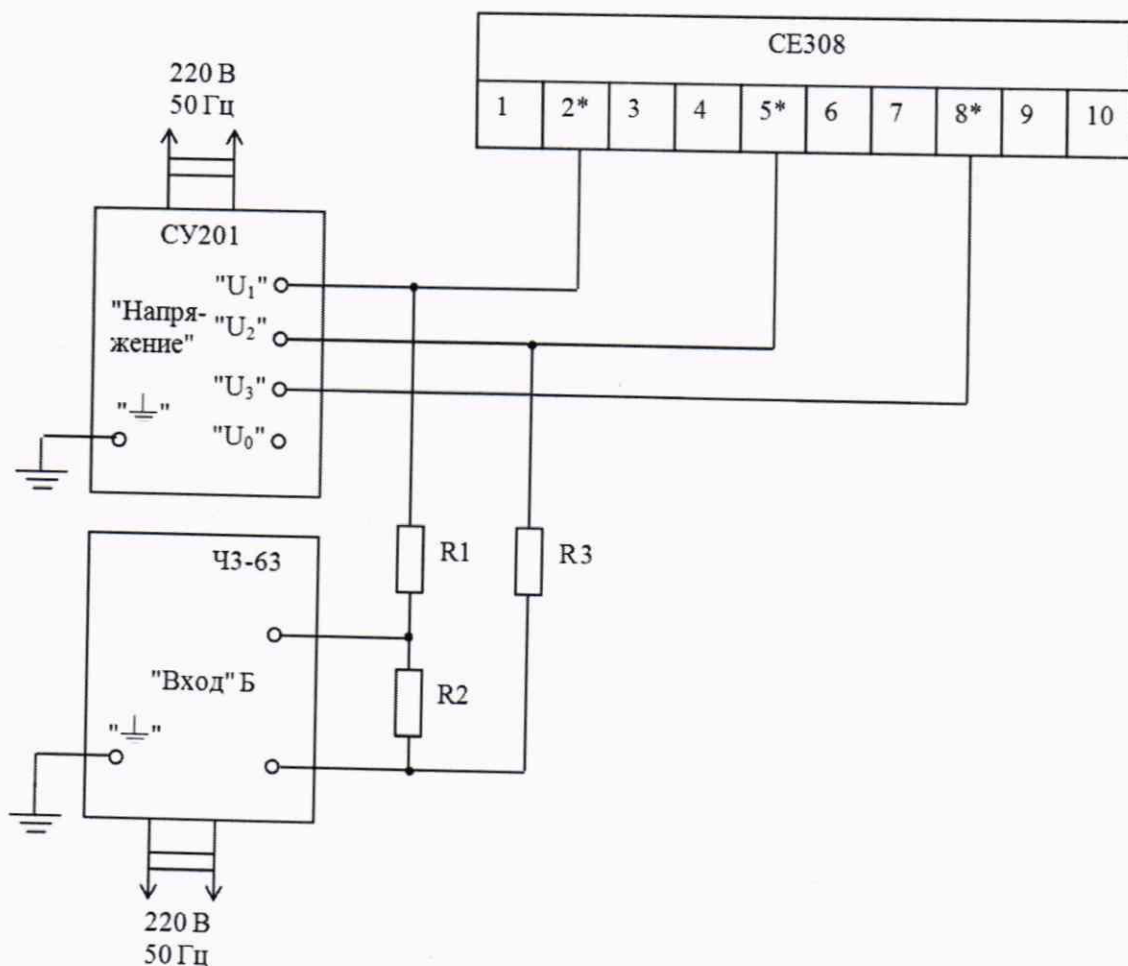 CE308
1 2* 3 4 5* 6 7 8* 9 10
220 В
50 Гц
СУ201
"U₁"
"Напря-
жение"
"U₂"
"U₃"
"⏊"
"U₀"
Ч3-63
"Вход" Б
"⏊"
R1
R3
R2
220 В
50 Гц